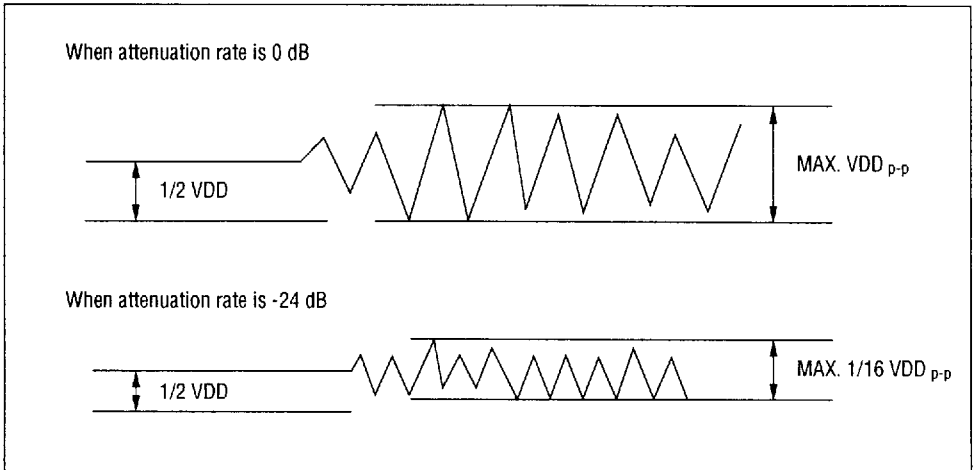 When attenuation rate is 0 dB
1/2 VDD
MAX. VDD p-p
When attenuation rate is -24 dB
1/2 VDD
MAX. 1/16 VDD p-p